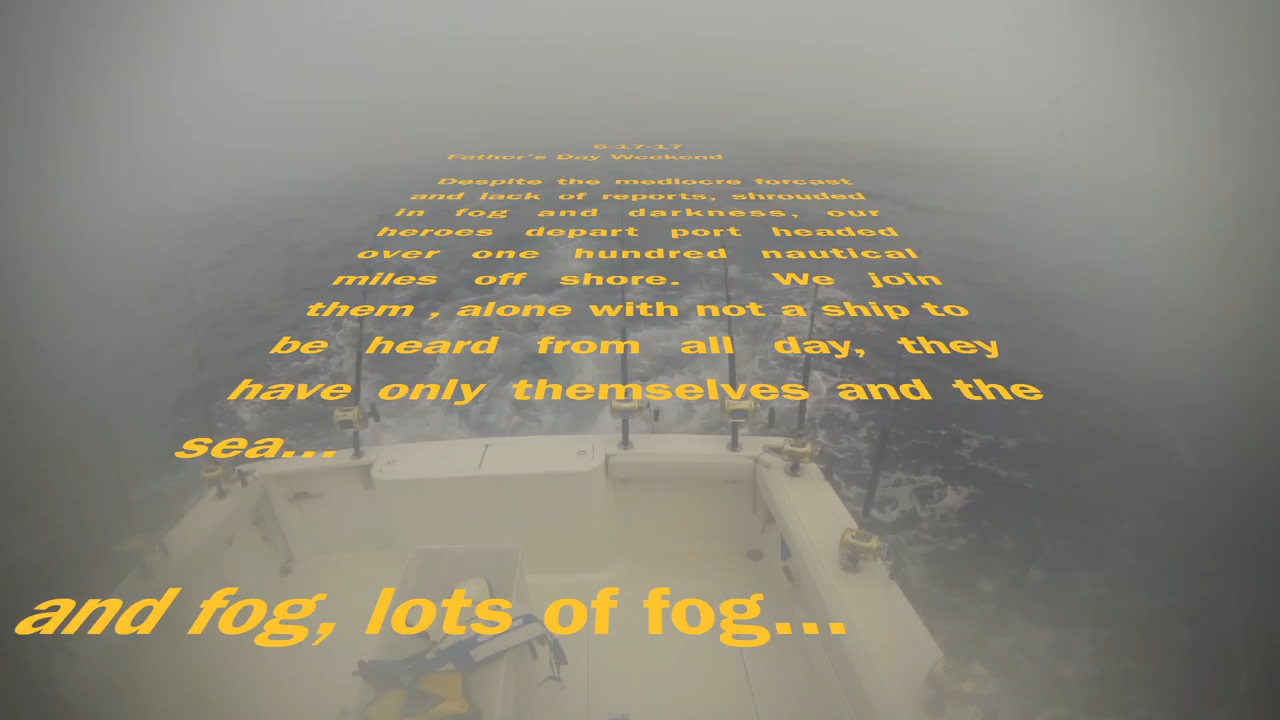 6-17-17
Father's Day Weekend
Despite the mediocre forcast
and lack of reports, shrouded
in fog and darkness, our
heroes depart port headed
over one hundred nautical
miles off shore. We join
them , alone with not a ship to
be heard from all day, they
have only themselves and the
sea...
and fog, lots of fog...